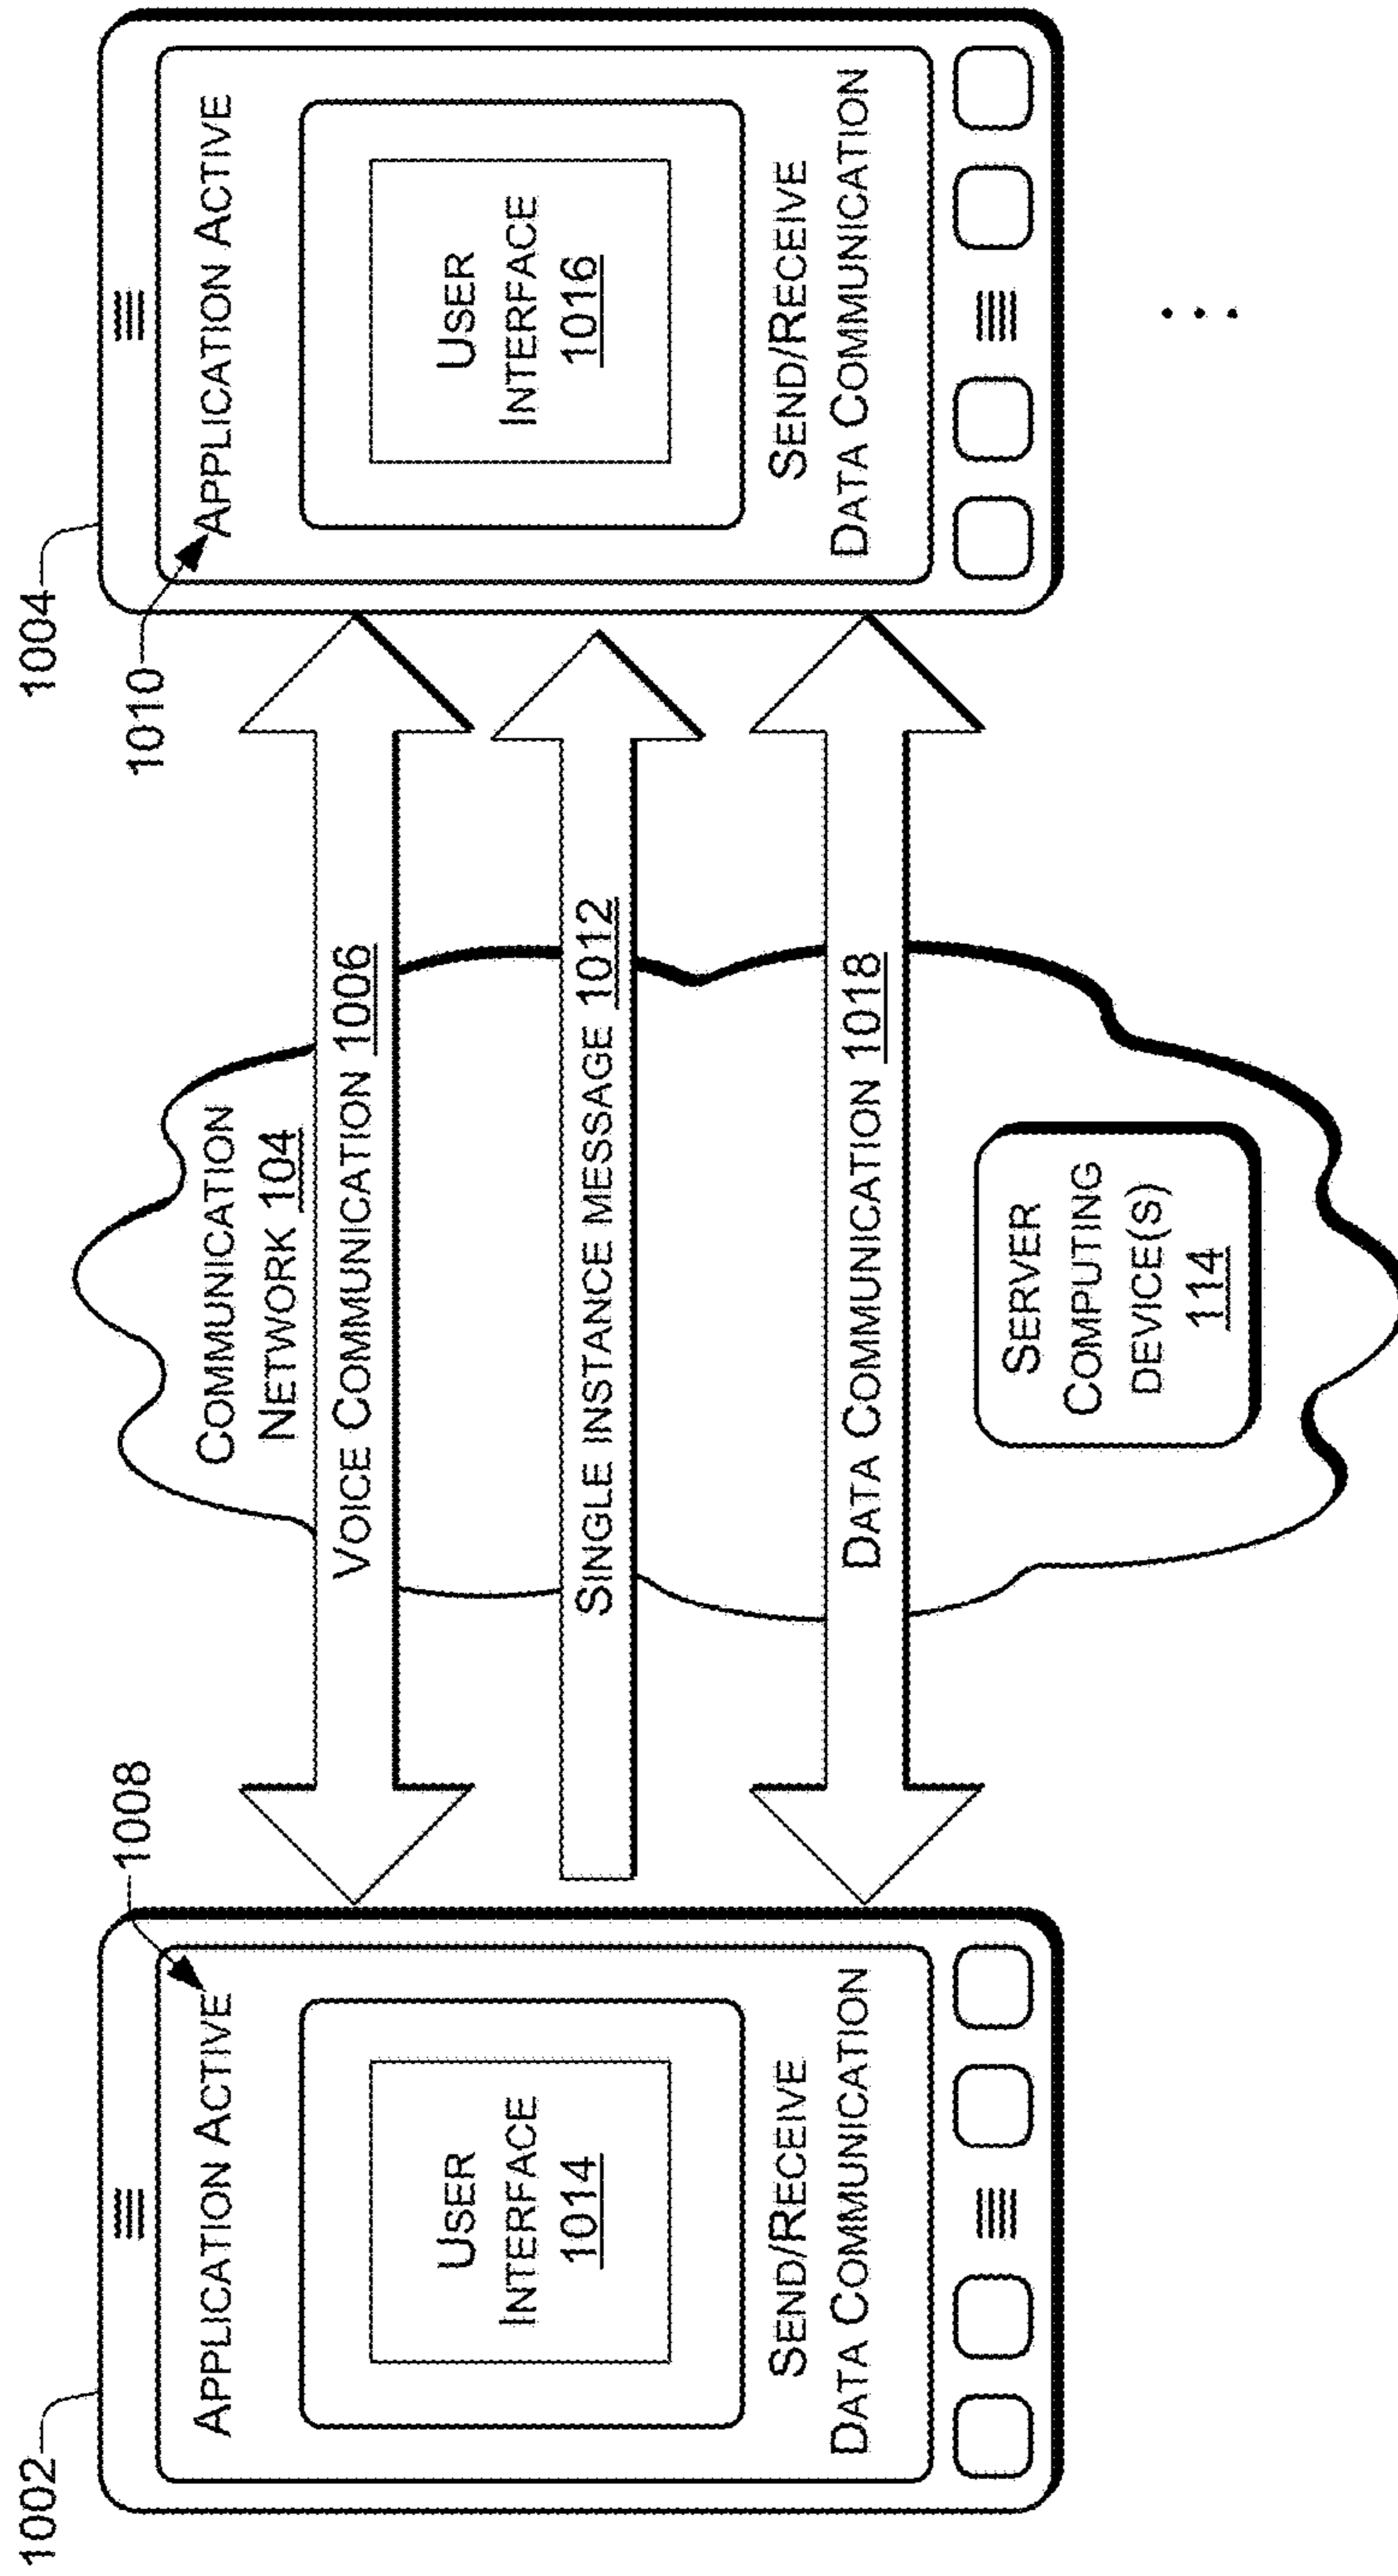 1002
APPLICATION ACTIVE
1008
USER
INTERFACE
1014
SEND/RECEIVE
DATA COMMUNICATION
COMMUNICATION
NETWORK 104
VOICE COMMUNICATION 1006
SINGLE INSTANCE MESSAGE 1012
DATA COMMUNICATION 1018
SERVER
COMPUTING
DEVICE(S)
114
1004
1010
APPLICATION ACTIVE
USER
INTERFACE
1016
SEND/RECEIVE
DATA COMMUNICATION